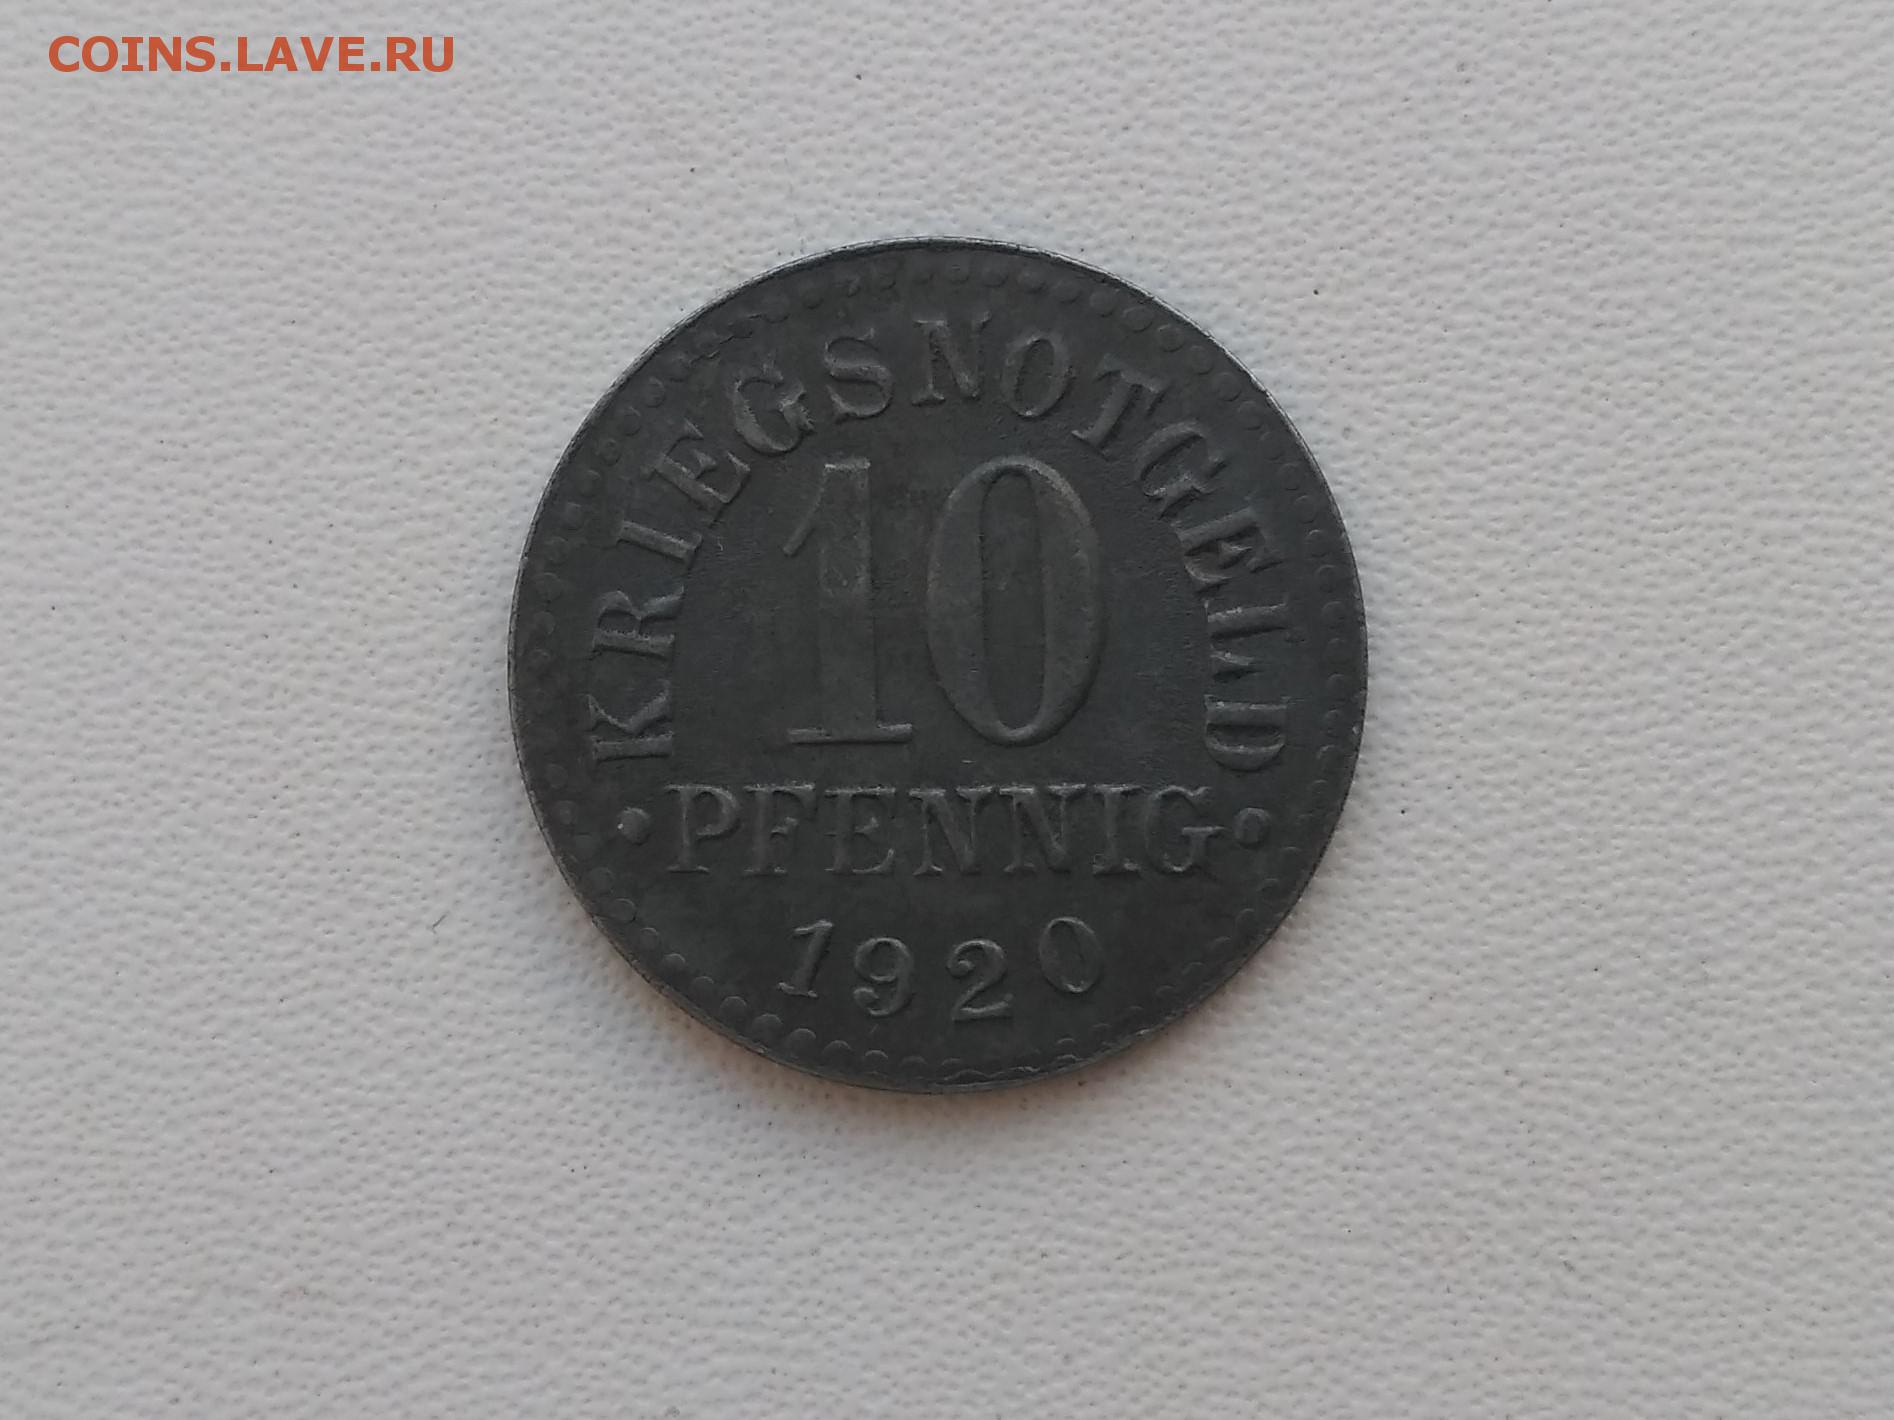 COINS.LAVE.RU
KRIEGSNOTGELD
10
PFENNIG
1920